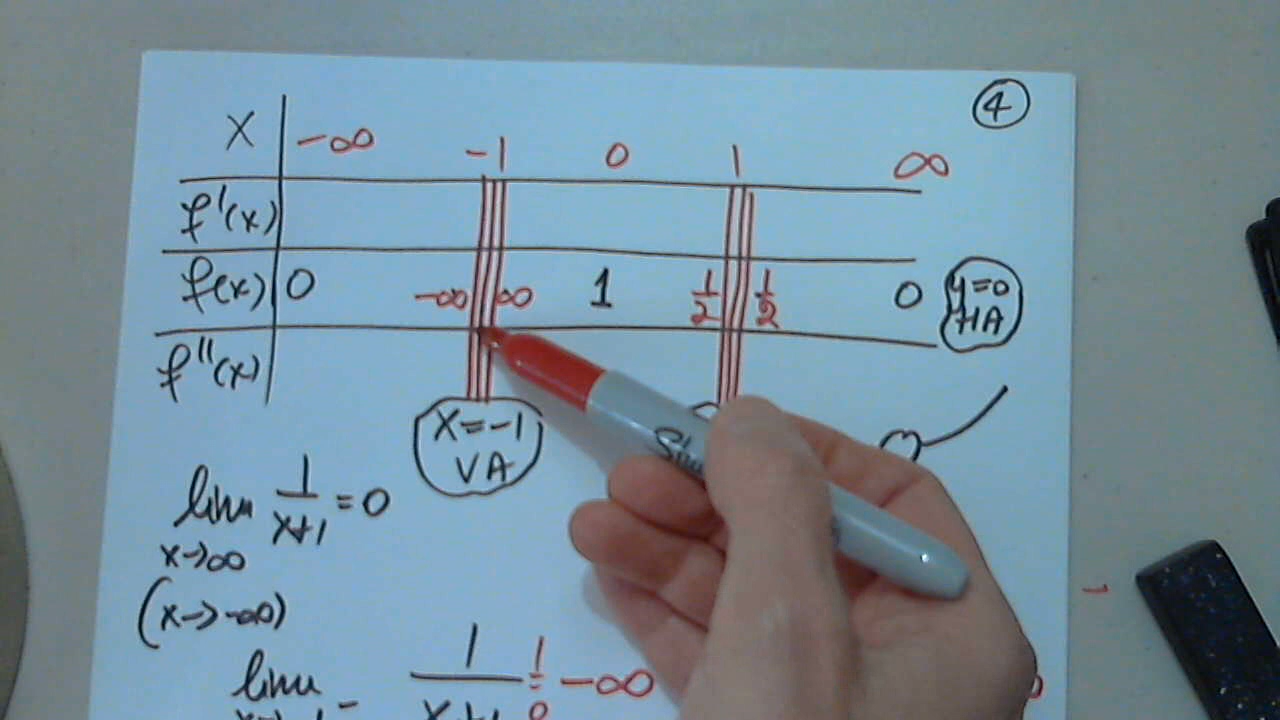 ④
x -∞ -1 0 1 ∞
f'(x)
f(x) 0 -∞ ∞ 1 1/2 1/2 0 y=0
HA
f''(x)
x=-1
VA
lim 1/(x+1) = 0
x→∞
(x→-∞)
lim 1/(x+1) = 1/0 -∞